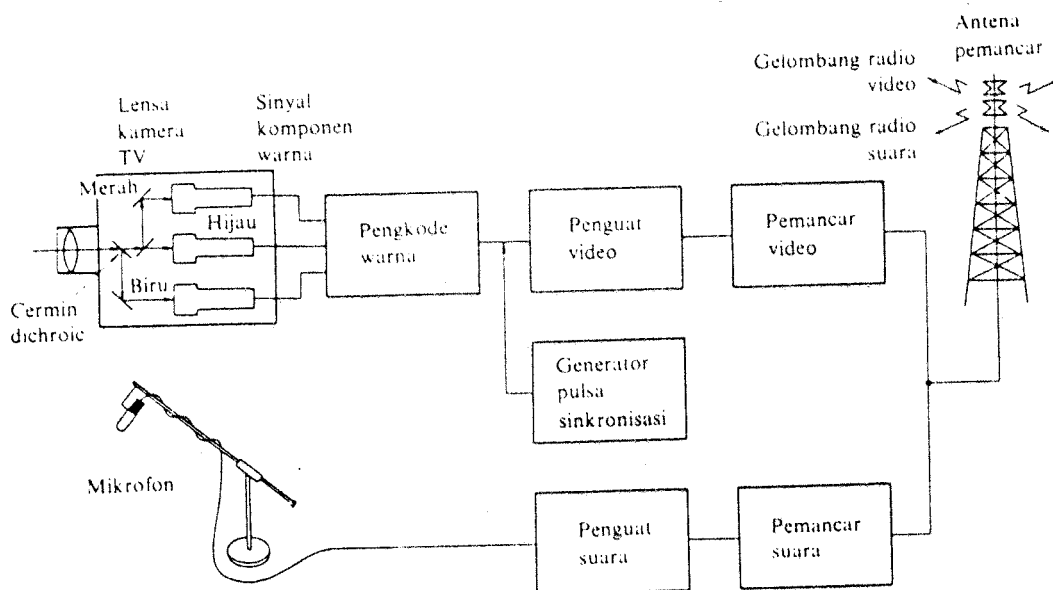 Antena
pemancar
Gelombang radio
video
Gelombang radio
suara
Lensa
kamera
TV
Sinyal
komponen
warna
Merah
Hijau
Biru
Cermin
dichroic
Pengkode
warna
Penguat
video
Pemancar
video
Generator
pulsa
sinkronisasi
Mikrofon
Penguat
suara
Pemancar
suara